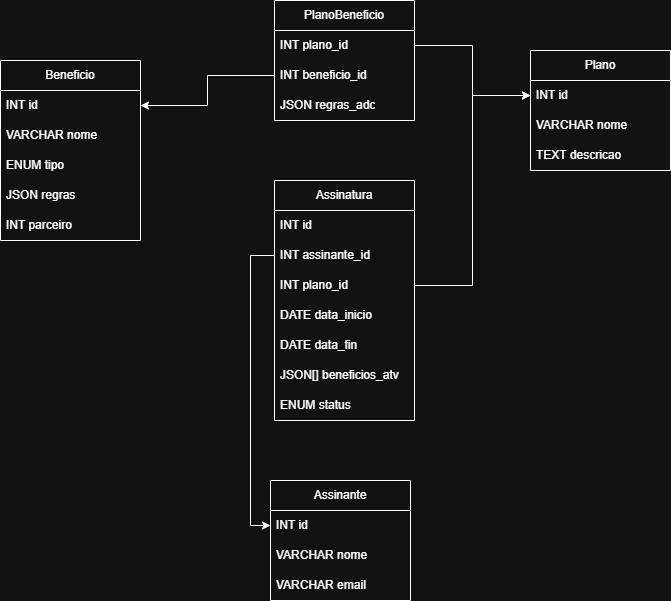 PlanoBeneficio
INT plano_id
INT beneficio_id
JSON regras_adc
Beneficio
INT id
VARCHAR nome
ENUM tipo
JSON regras
INT parceiro
Plano
INT id
VARCHAR nome
TEXT descricao
Assinatura
INT id
INT assinante_id
INT plano_id
DATE data_inicio
DATE data_fin
JSON[] beneficios_atv
ENUM status
Assinante
INT id
VARCHAR nome
VARCHAR email